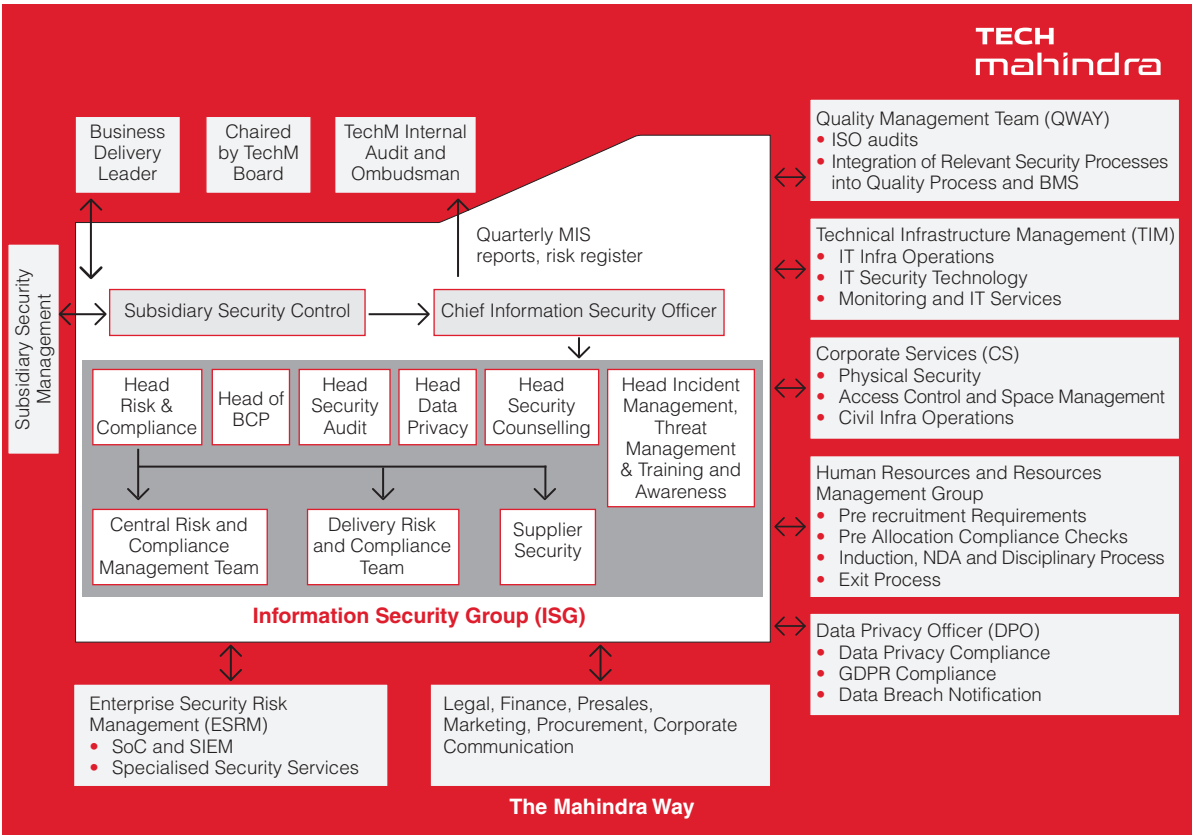 TECH
mahindra
Business
Delivery
Leader
Chaired
by TechM
Board
TechM Internal
Audit and
Ombudsman
Quarterly MIS
reports, risk register
Subsidiary Security
Management
Subsidiary Security Control
Chief Information Security Officer
Head
Risk &
Compliance
Head of
BCP
Head
Security
Audit
Head
Data
Privacy
Head
Security
Counselling
Head Incident
Management,
Threat
Management
& Training and
Awareness
Central Risk and
Compliance
Management Team
Delivery Risk
and Compliance
Team
Supplier
Security
Information Security Group (ISG)
Quality Management Team (QWAY)
• ISO audits
• Integration of Relevant Security Processes
into Quality Process and BMS
Technical Infrastructure Management (TIM)
• IT Infra Operations
• IT Security Technology
• Monitoring and IT Services
Corporate Services (CS)
• Physical Security
• Access Control and Space Management
• Civil Infra Operations
Human Resources and Resources
Management Group
• Pre recruitment Requirements
• Pre Allocation Compliance Checks
• Induction, NDA and Disciplinary Process
• Exit Process
Data Privacy Officer (DPO)
• Data Privacy Compliance
• GDPR Compliance
• Data Breach Notification
Enterprise Security Risk
Management (ESRM)
• SoC and SIEM
• Specialised Security Services
Legal, Finance, Presales,
Marketing, Procurement, Corporate
Communication
The Mahindra Way